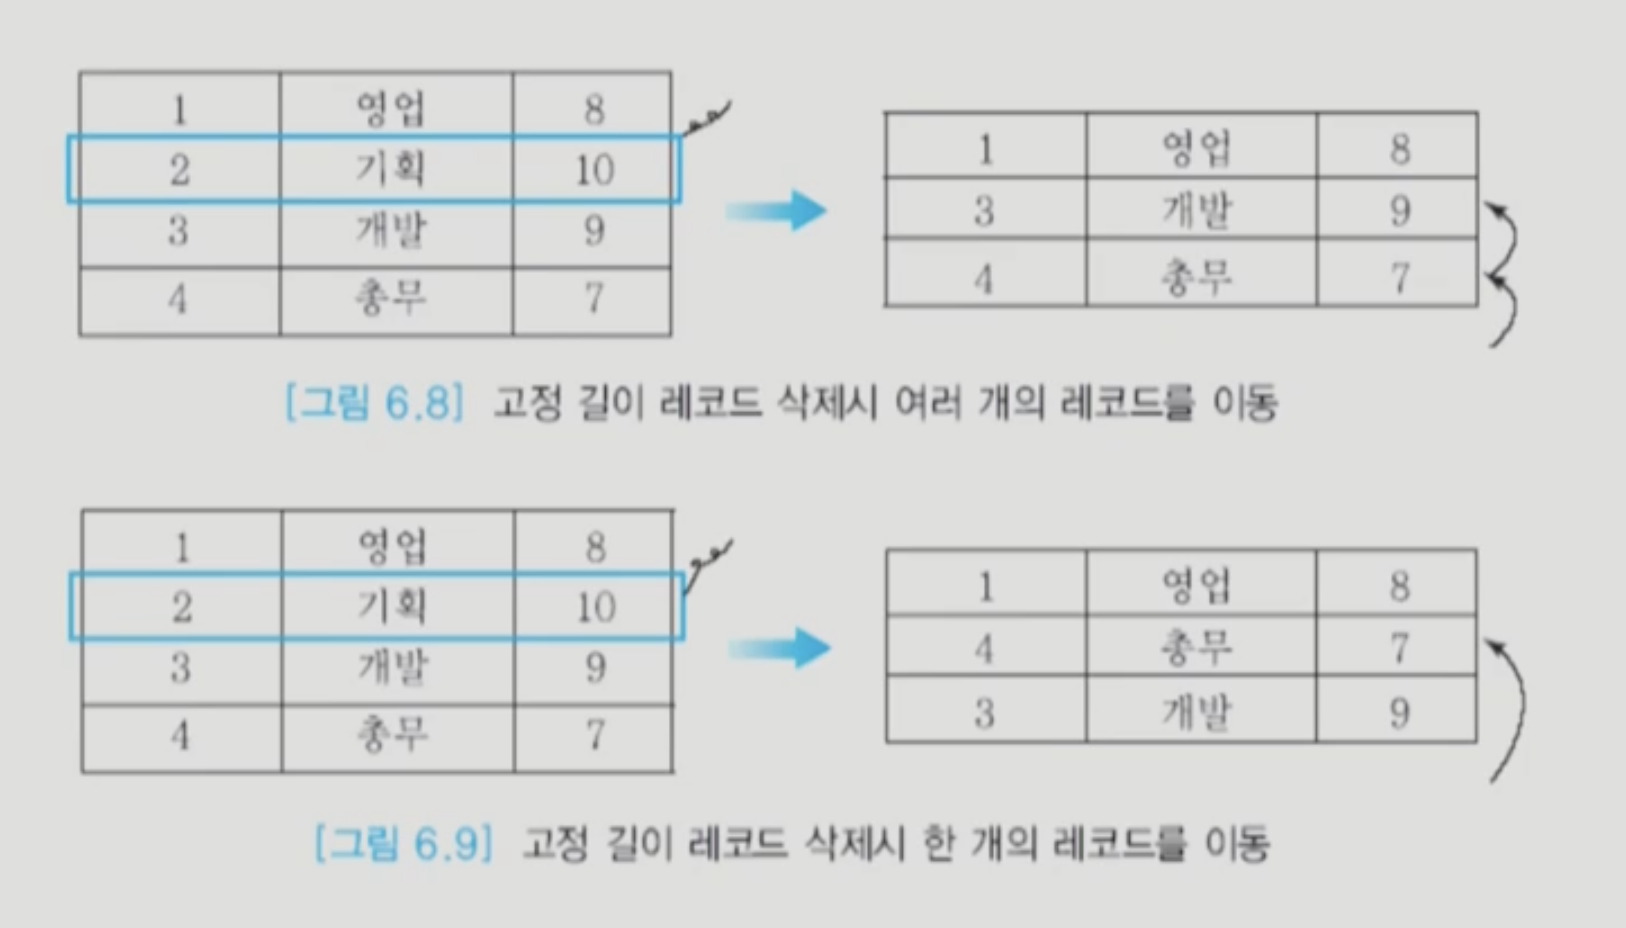 1 영업 8
2 기획 10
3 개발 9
4 총무 7
1 영업 8
3 개발 9
4 총무 7
[그림 6.8] 고정 길이 레코드 삭제시 여러 개의 레코드를 이동
1 영업 8
2 기획 10
3 개발 9
4 총무 7
1 영업 8
4 총무 7
3 개발 9
[그림 6.9] 고정 길이 레코드 삭제시 한 개의 레코드를 이동